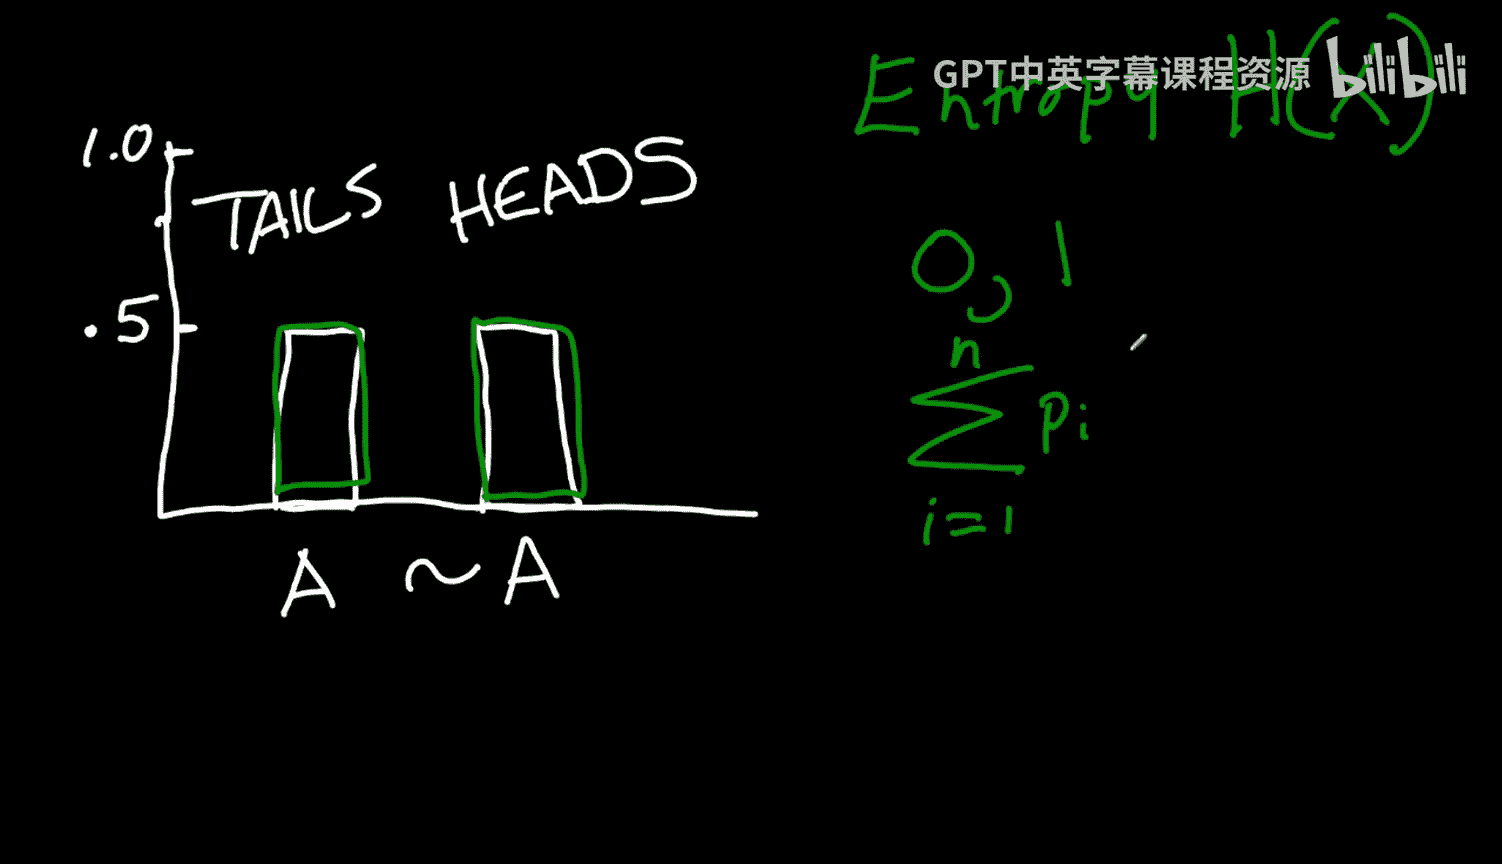 GPT中英字幕课程资源 bilibili
Entropy H(X)
1.0
TAILS HEADS
.5
A ~A
0, 1
n
∑ pi
i=1